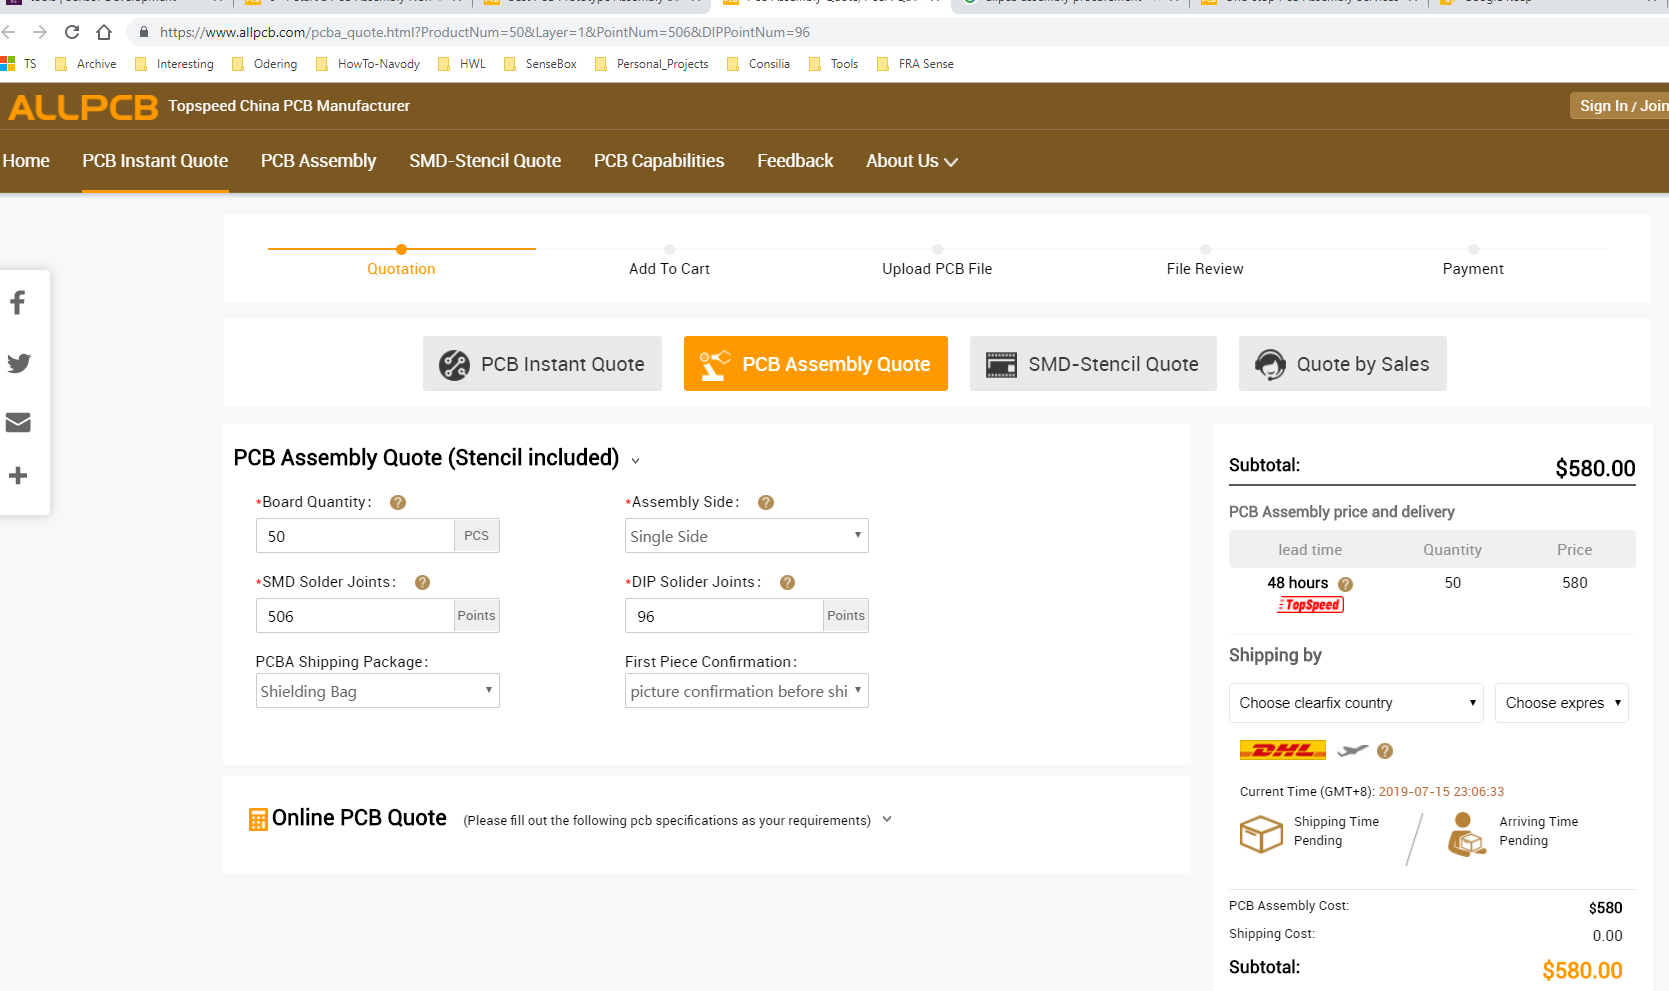 https://www.allpcb.com/pcba_quote.html?ProductNum=50&Layer=1&PointNum=506&DIPPointNum=96
TS Archive Interesting Odering HowTo-Navody HWL SenseBox Personal_Projects Consilia Tools FRA Sense
ALLPCB Topspeed China PCB Manufacturer Sign In / Join
Home PCB Instant Quote PCB Assembly SMD-Stencil Quote PCB Capabilities Feedback About Us
Quotation Add To Cart Upload PCB File File Review Payment
PCB Instant Quote PCB Assembly Quote SMD-Stencil Quote Quote by Sales
PCB Assembly Quote (Stencil included)
*Board Quantity: ? *Assembly Side: ?
50 PCS Single Side
*SMD Solder Joints: ? *DIP Solider Joints: ?
506 Points 96 Points
PCBA Shipping Package: First Piece Confirmation:
Shielding Bag picture confirmation before shi
Online PCB Quote (Please fill out the following pcb specifications as your requirements)
Subtotal: $580.00
PCB Assembly price and delivery
lead time Quantity Price
48 hours ? 50 580
TopSpeed
Shipping by
Choose clearfix country Choose expres
DHL ?
Current Time (GMT+8): 2019-07-15 23:06:33
Shipping Time Arriving Time
Pending Pending
PCB Assembly Cost: $580
Shipping Cost: 0.00
Subtotal: $580.00